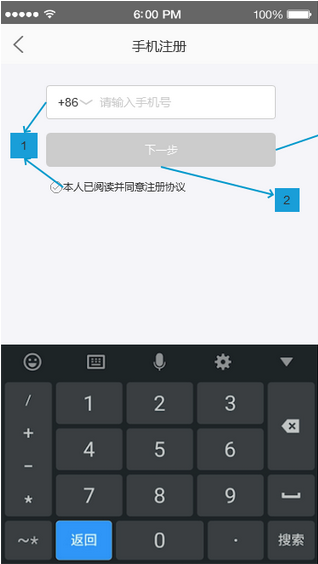 6:00 PM 100%
手机注册
+86 请输入手机号
1
下一步
本人已阅读并同意注册协议
2
/ 1 2 3
+
4 5 6
−
7 8 9
*
~* 返回 0 · 搜索